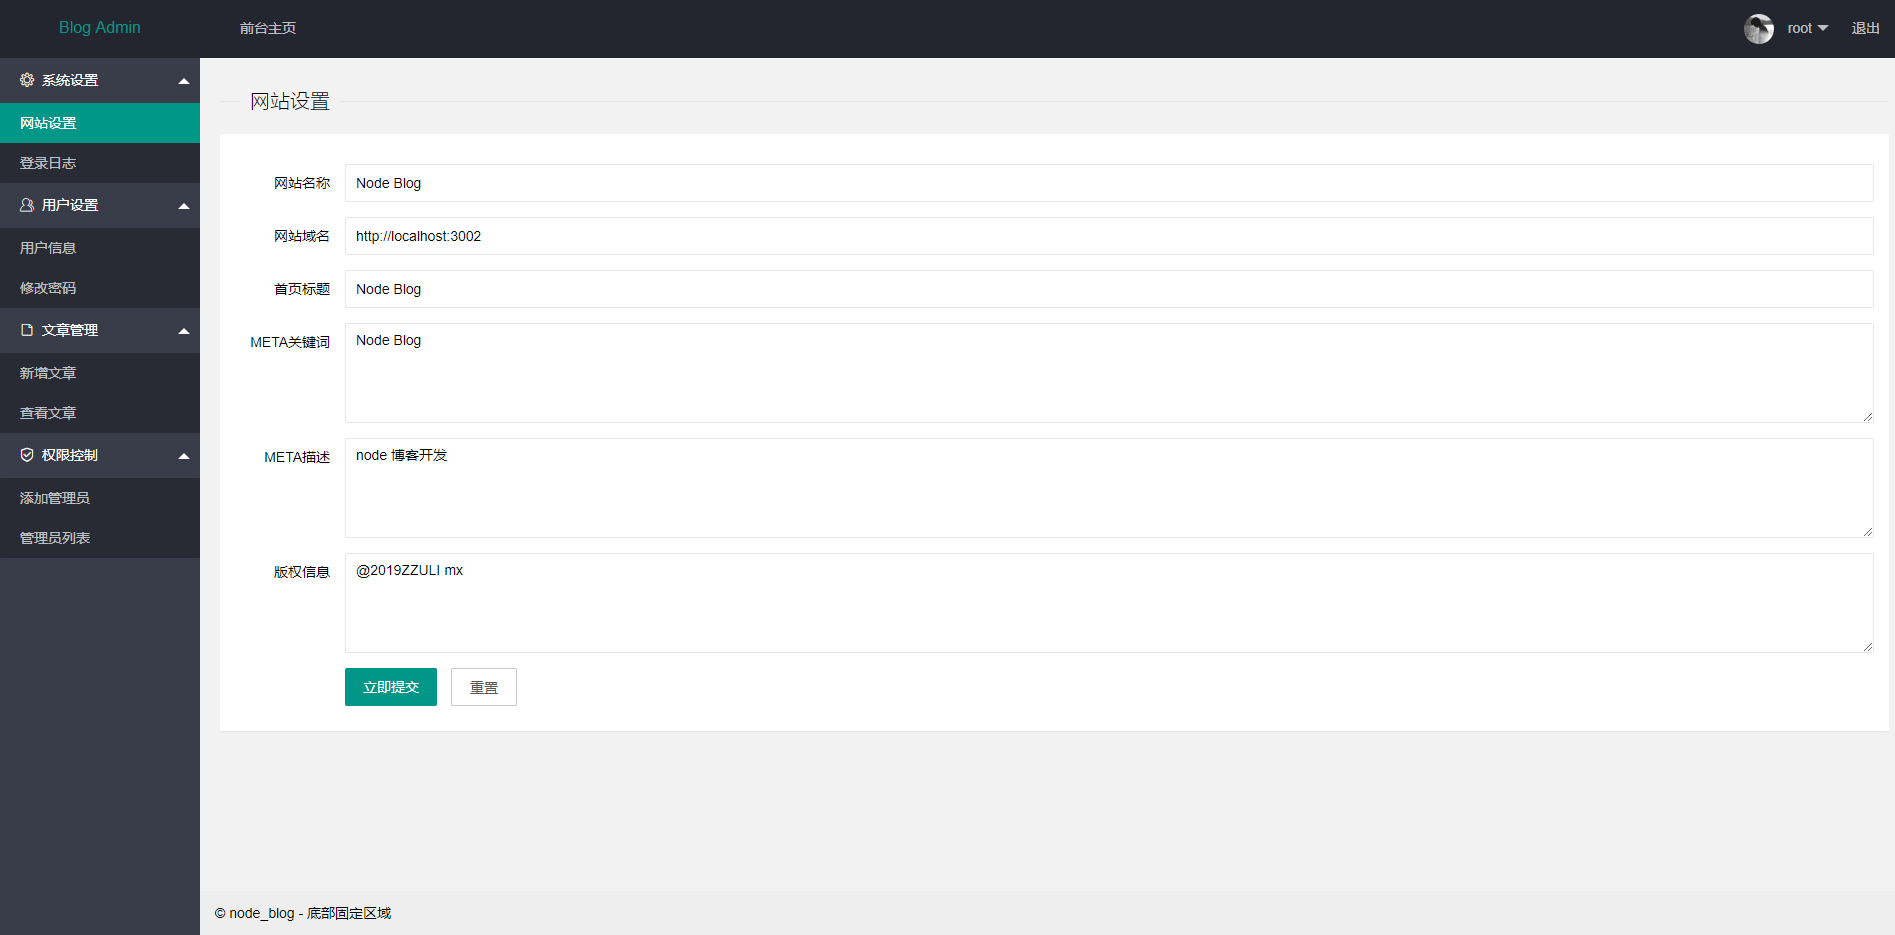 Blog Admin
前台主页
root
退出
系统设置
网站设置
登录日志
用户设置
用户信息
修改密码
文章管理
新增文章
查看文章
权限控制
添加管理员
管理员列表
网站设置
网站名称 Node Blog
网站域名 http://localhost:3002
首页标题 Node Blog
META关键词 Node Blog
META描述 node 博客开发
版权信息 @2019ZZULI mx
立即提交 重置
© node_blog - 底部固定区域